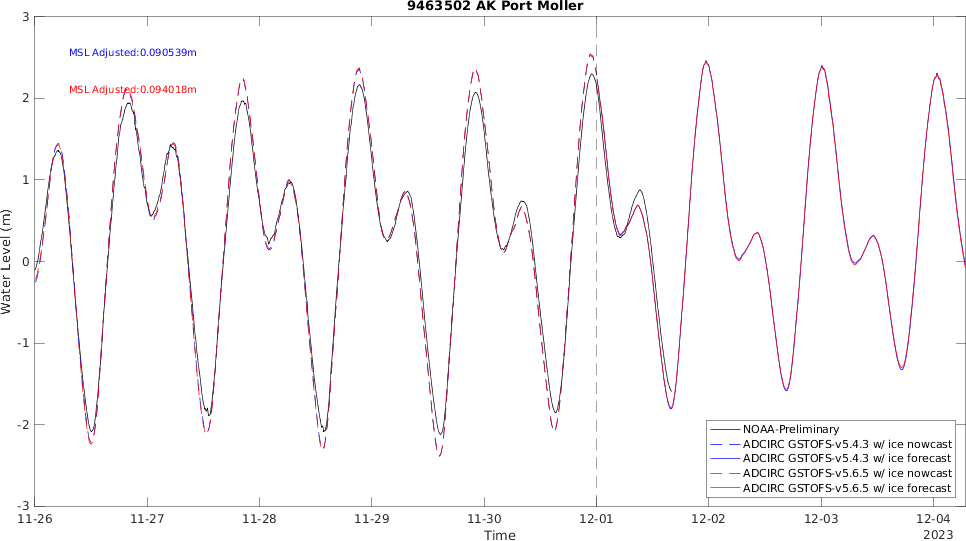 9463502 AK Port Moller
MSL Adjusted:0.090539m
MSL Adjusted:0.094018m
Water Level (m)
3
2
1
0
-1
-2
-3
11-26
11-27
11-28
11-29
11-30
12-01
12-02
12-03
12-04
Time
2023
NOAA-Preliminary
ADCIRC GSTOFS-v5.4.3 w/ ice nowcast
ADCIRC GSTOFS-v5.4.3 w/ ice forecast
ADCIRC GSTOFS-v5.6.5 w/ ice nowcast
ADCIRC GSTOFS-v5.6.5 w/ ice forecast